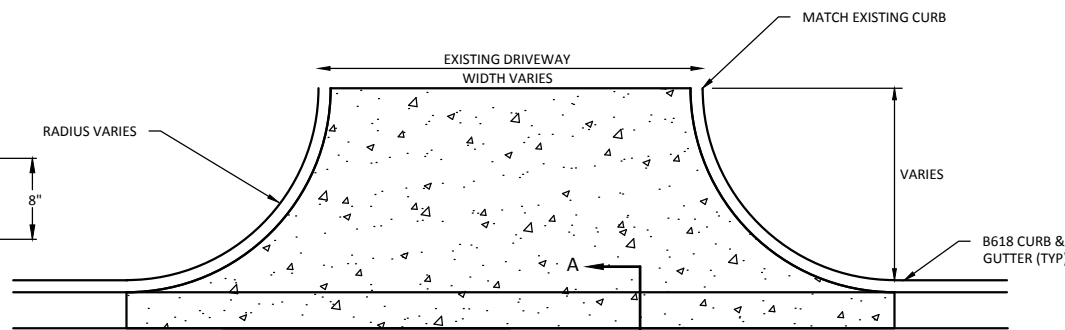 MATCH EXISTING CURB
EXISTING DRIVEWAY
WIDTH VARIES
RADIUS VARIES
8"
VARIES
B618 CURB &
GUTTER (TYP)
A